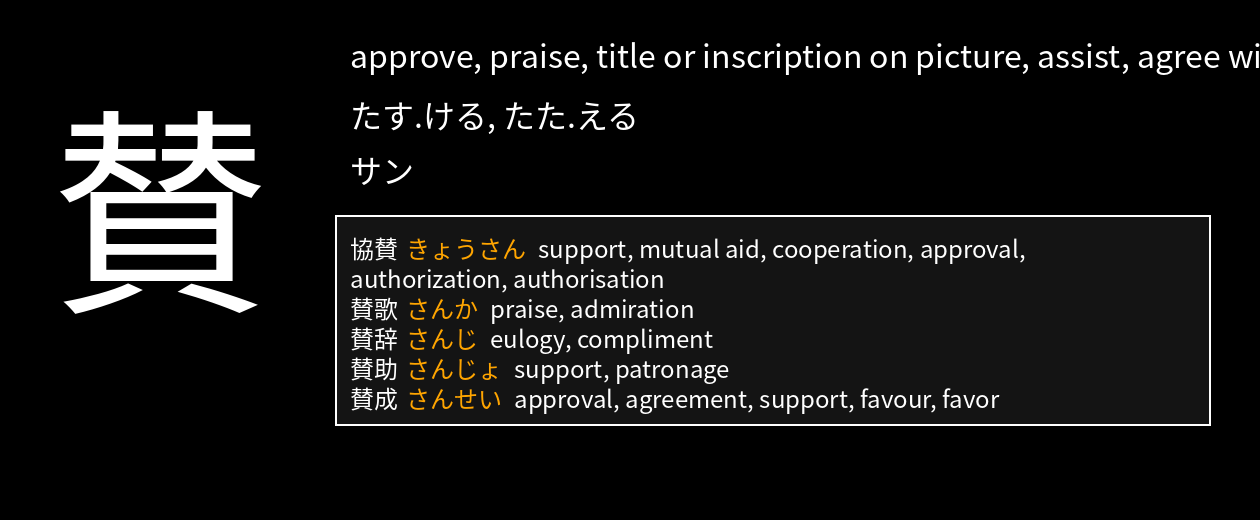 賛
approve, praise, title or inscription on picture, assist, agree wi
たす.ける, たた.える
サン
協賛 きょうさん support, mutual aid, cooperation, approval,
authorization, authorisation
賛歌 さんか praise, admiration
賛辞 さんじ eulogy, compliment
賛助 さんじょ support, patronage
賛成 さんせい approval, agreement, support, favour, favor